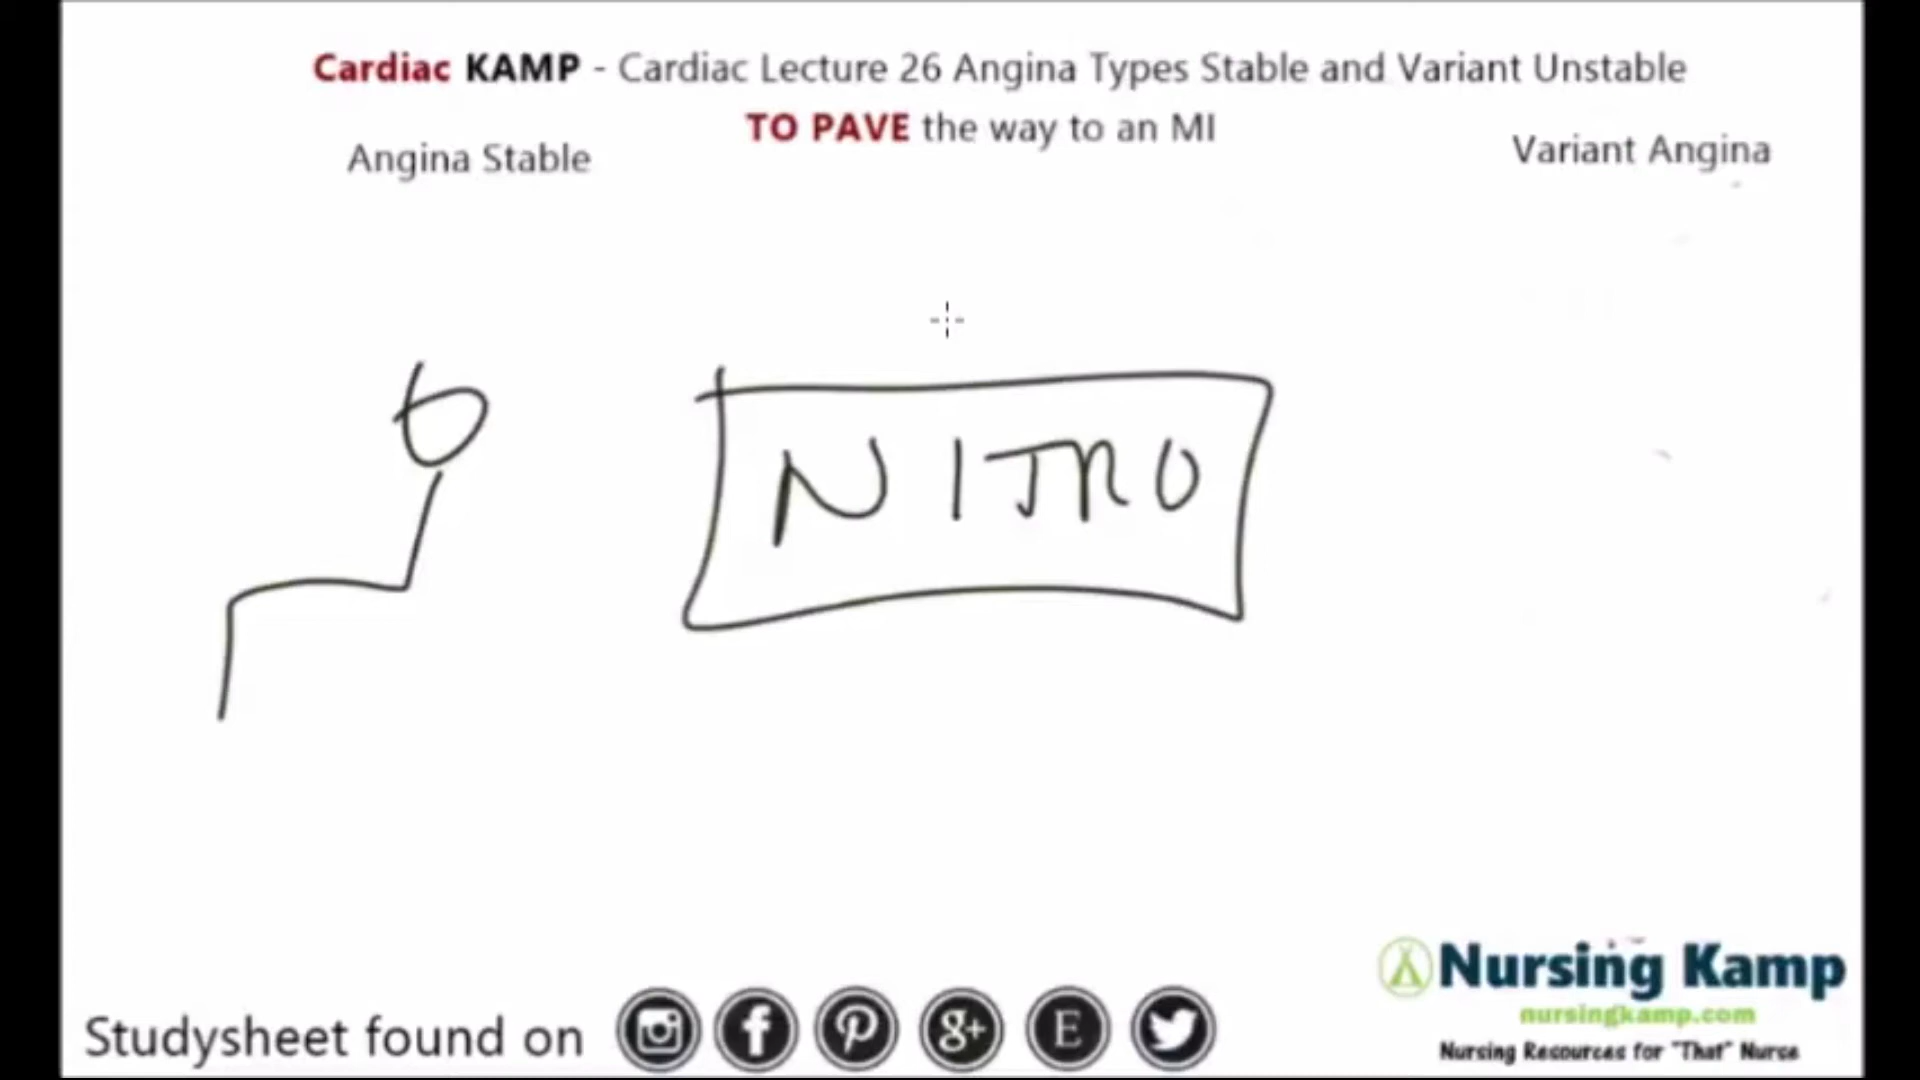 Cardiac KAMP - Cardiac Lecture 26 Angina Types Stable and Variant Unstable
TO PAVE the way to an MI
Angina Stable
Variant Angina
NITRO
Studysheet found on
g+
E
Nursing Kamp
nursingkamp.com
Nursing Resources for "That" Nurse